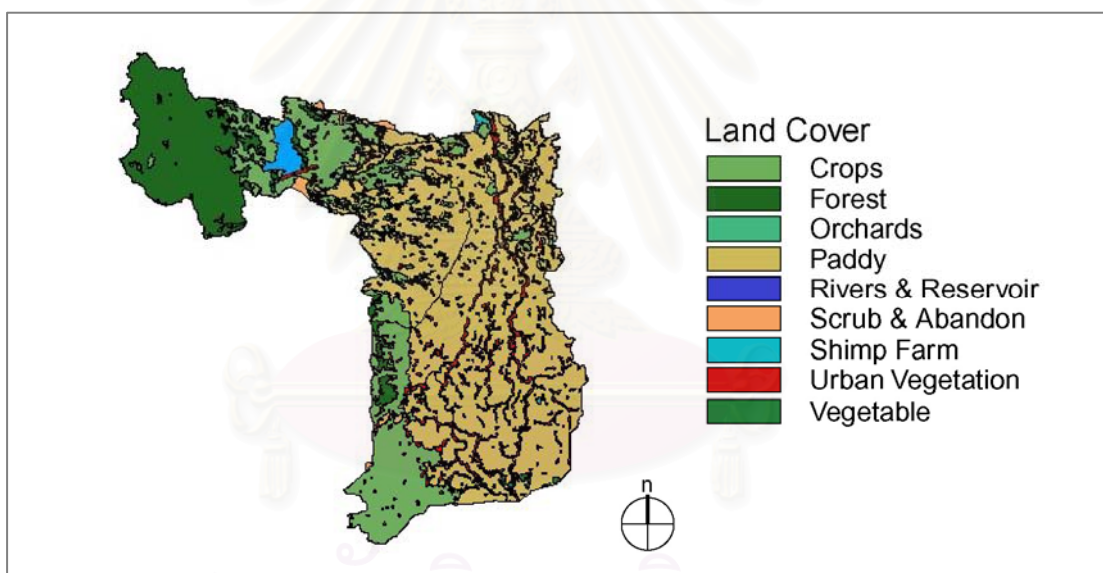 Land Cover
Crops
Forest
Orchards
Paddy
Rivers & Reservoir
Scrub & Abandon
Shimp Farm
Urban Vegetation
Vegetable
n